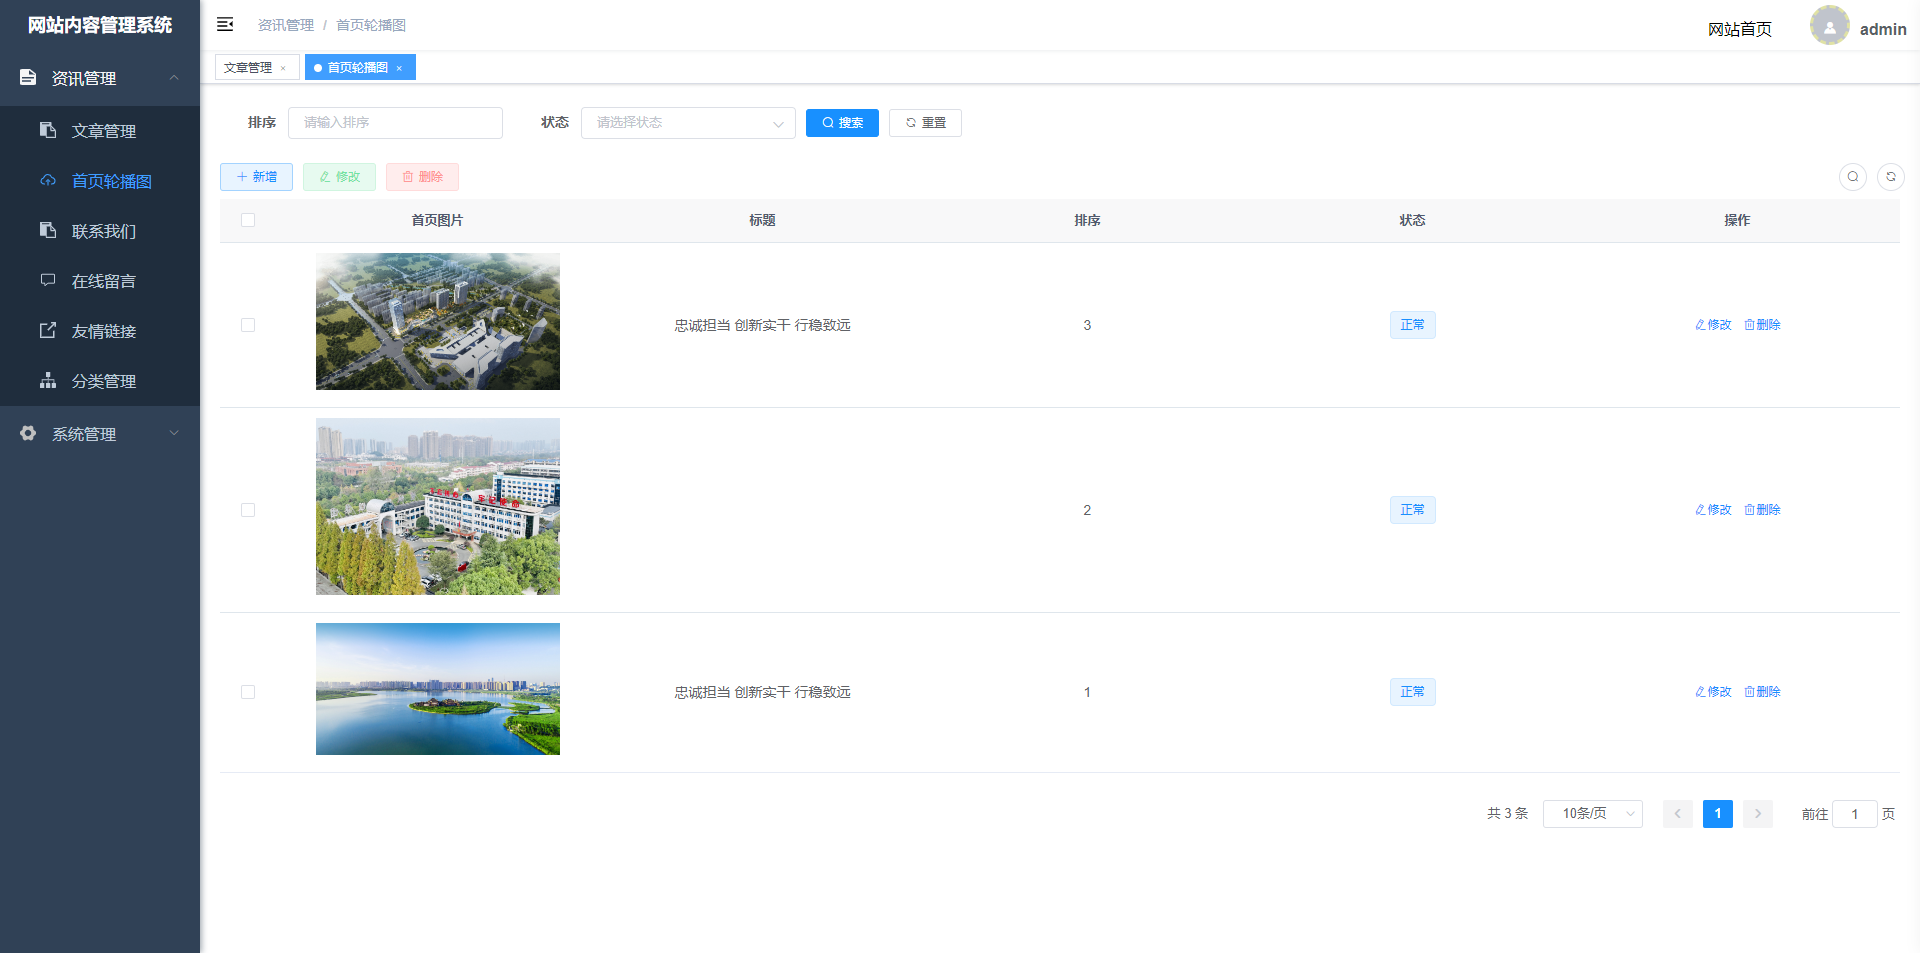 网站内容管理系统
资讯管理 / 首页轮播图
网站首页
admin
资讯管理
文章管理
首页轮播图
联系我们
在线留言
友情链接
分类管理
系统管理
文章管理 ×
首页轮播图 ×
排序 请输入排序 状态 请选择状态 搜索 重置
新增 修改 删除
首页图片 标题 排序 状态 操作
忠诚担当 创新实干 行稳致远 3 正常 修改 删除
2 正常 修改 删除
忠诚担当 创新实干 行稳致远 1 正常 修改 删除
共 3 条 10条/页 1 前往 1 页